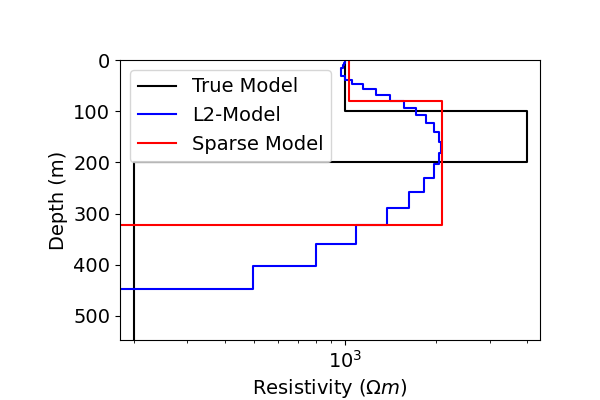 0
100
200
300
400
500
Depth (m)
True Model
L2-Model
Sparse Model
10³
Resistivity (Ωm)